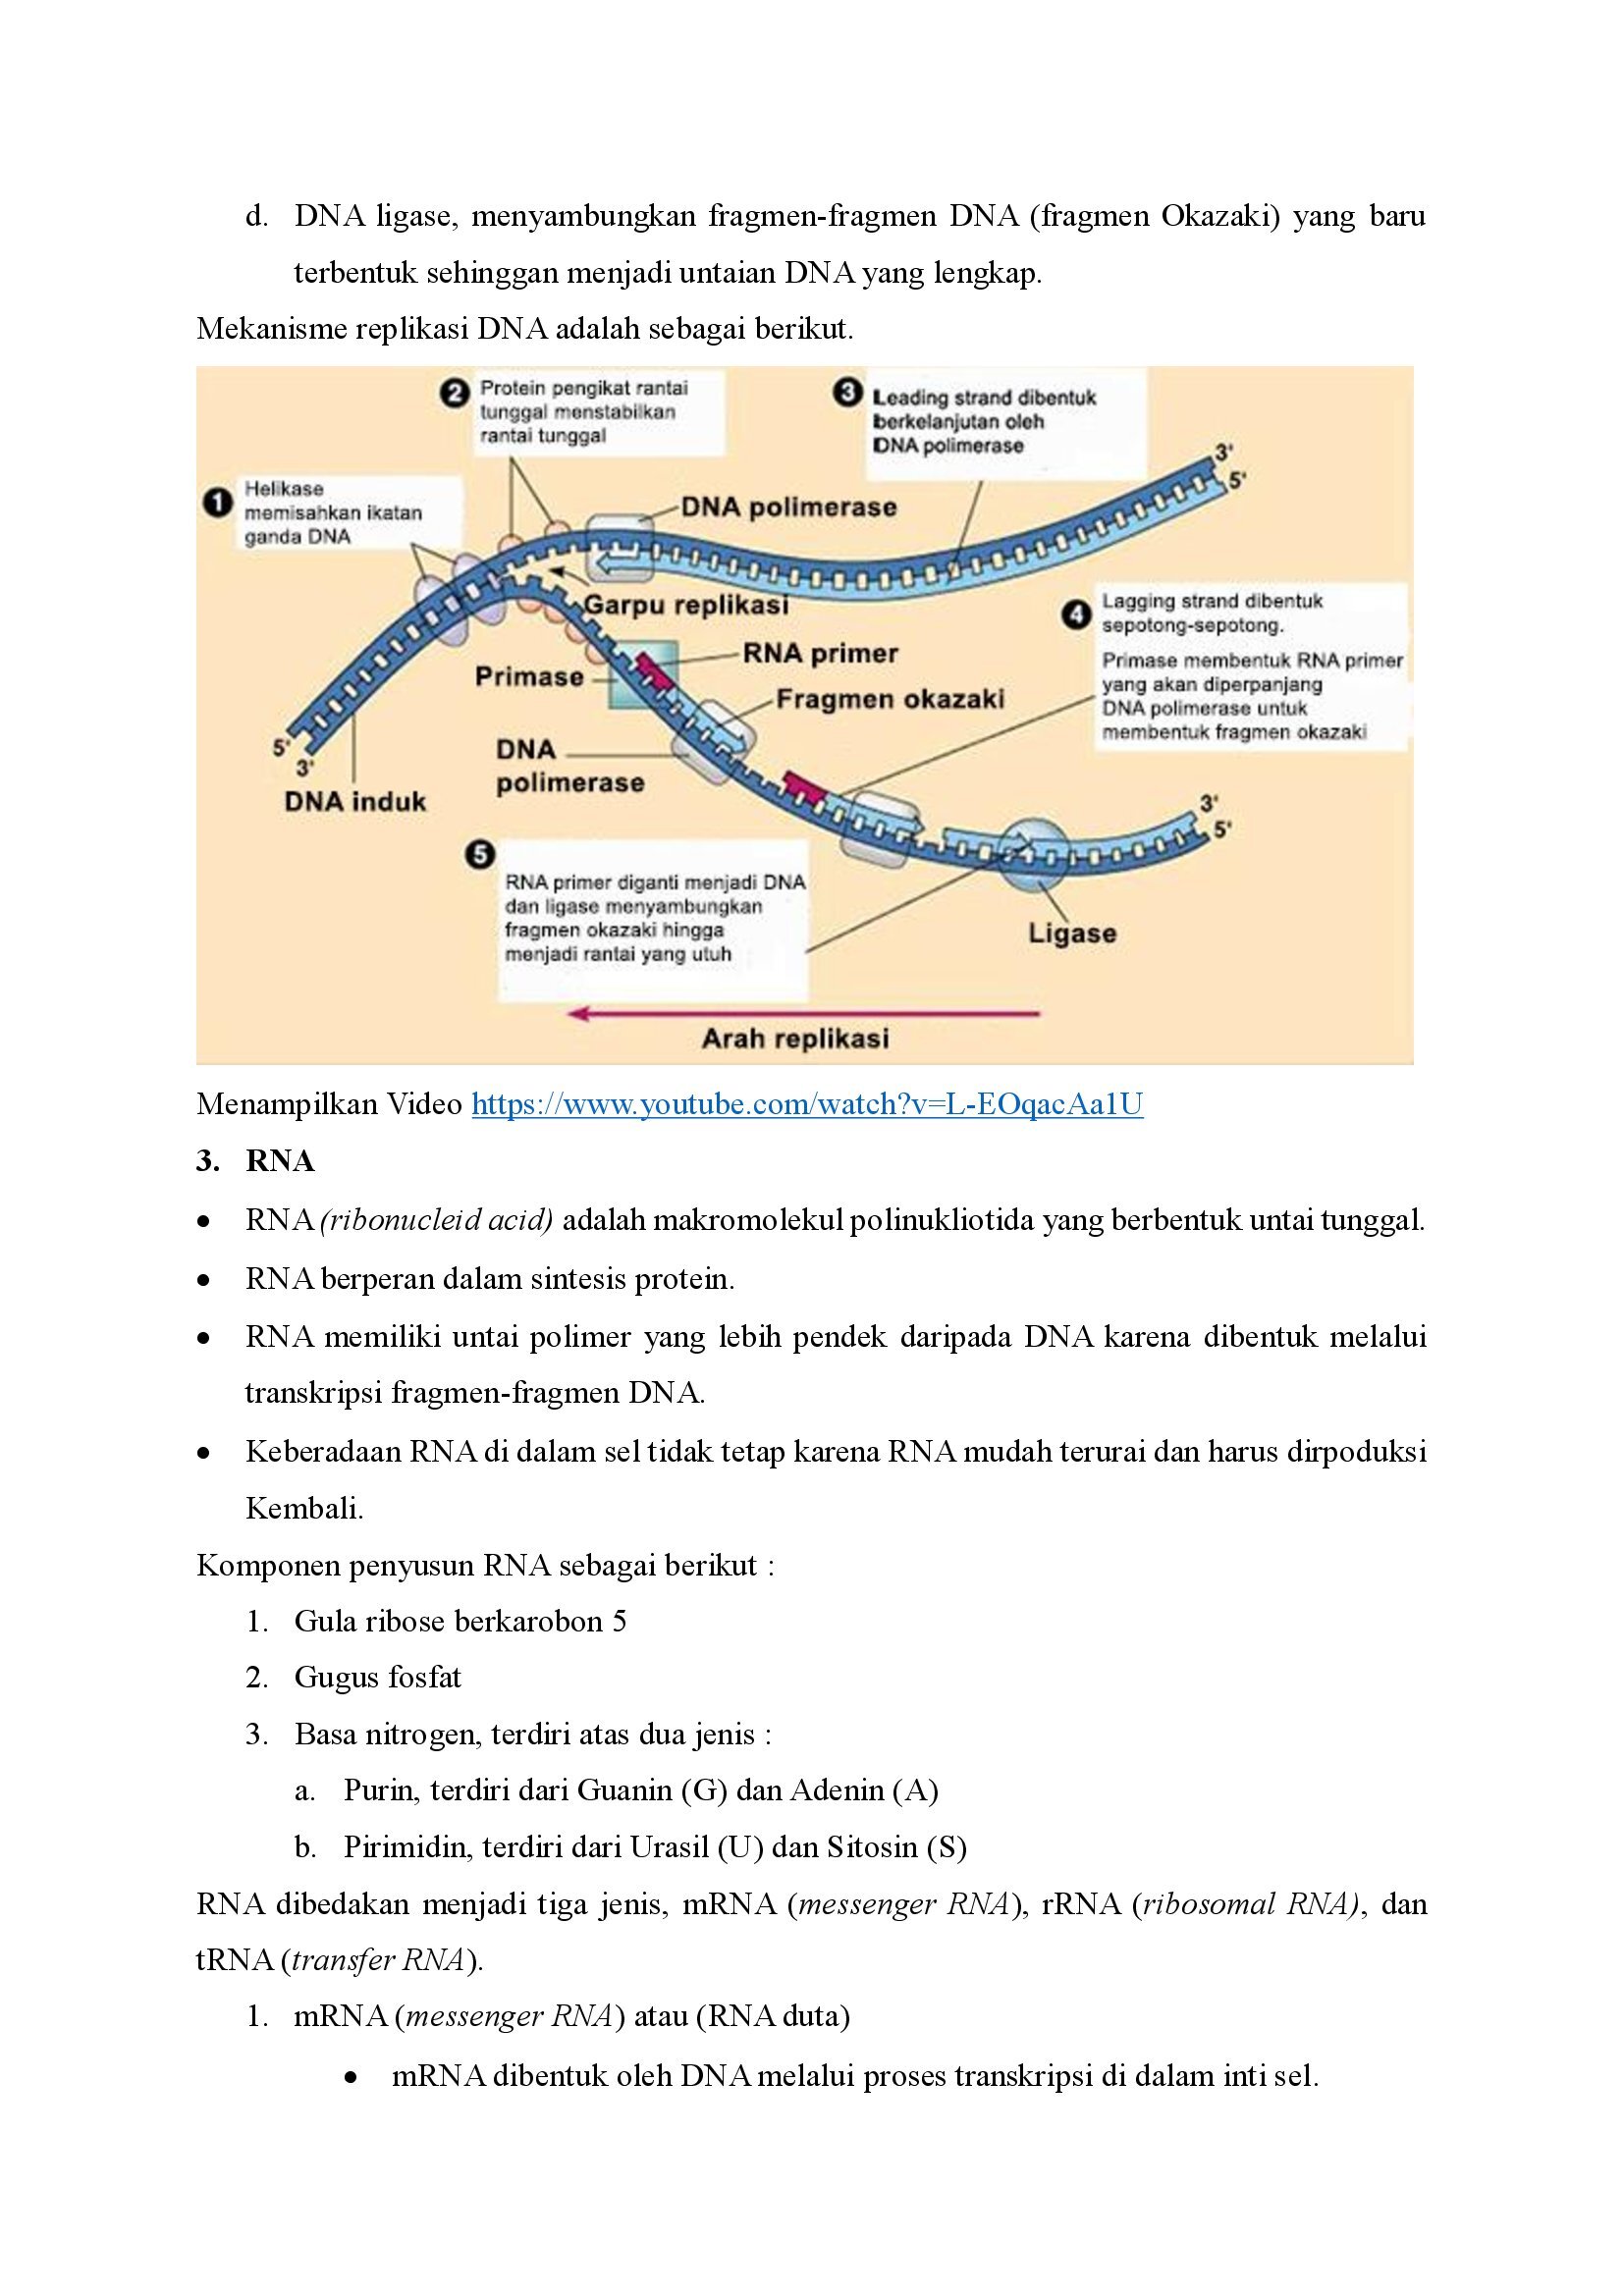 d. DNA ligase, menyambungkan fragmen-fragmen DNA (fragmen Okazaki) yang baru
terbentuk sehinggan menjadi untaian DNA yang lengkap.
Mekanisme replikasi DNA adalah sebagai berikut.
2 Protein pengikat rantai
tunggal menstabilkan
rantai tunggal
3 Leading strand dibentuk
berkelanjutan oleh
DNA polimerase
3'
5'
1 Helikase
memisahkan ikatan
ganda DNA
DNA polimerase
Garpu replikasi
4 Lagging strand dibentuk
sepotong-sepotong.
Primase membentuk RNA primer
yang akan diperpanjang
DNA polimerase untuk
membentuk fragmen okazaki
RNA primer
Primase
Fragmen okazaki
5'
3'
DNA
polimerase
DNA induk
3'
5'
5 RNA primer diganti menjadi DNA
dan ligase menyambungkan
fragmen okazaki hingga
menjadi rantai yang utuh
Ligase
Arah replikasi
Menampilkan Video https://www.youtube.com/watch?v=L-EOqacAa1U
3. RNA
• RNA (ribonucleid acid) adalah makromolekul polinukliotida yang berbentuk untai tunggal.
• RNA berperan dalam sintesis protein.
• RNA memiliki untai polimer yang lebih pendek daripada DNA karena dibentuk melalui
transkripsi fragmen-fragmen DNA.
• Keberadaan RNA di dalam sel tidak tetap karena RNA mudah terurai dan harus dirpoduksi
Kembali.
Komponen penyusun RNA sebagai berikut :
1. Gula ribose berkarobon 5
2. Gugus fosfat
3. Basa nitrogen, terdiri atas dua jenis :
a. Purin, terdiri dari Guanin (G) dan Adenin (A)
b. Pirimidin, terdiri dari Urasil (U) dan Sitosin (S)
RNA dibedakan menjadi tiga jenis, mRNA (messenger RNA), rRNA (ribosomal RNA), dan
tRNA (transfer RNA).
1. mRNA (messenger RNA) atau (RNA duta)
• mRNA dibentuk oleh DNA melalui proses transkripsi di dalam inti sel.